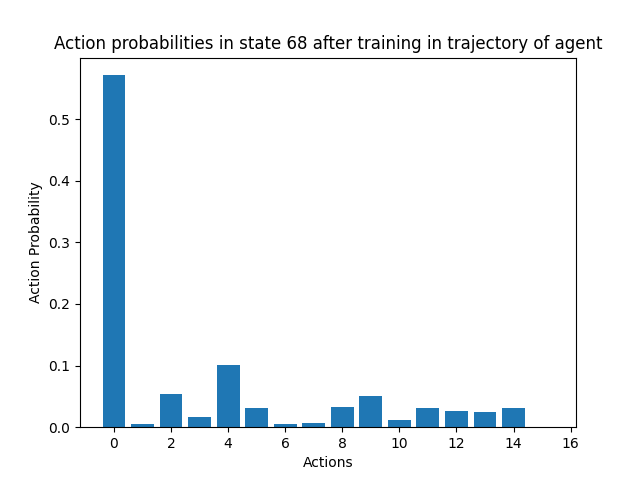 Action probabilities in state 68 after training in trajectory of agent
Action Probability
0.5
0.4
0.3
0.2
0.1
0.0
0 2 4 6 8 10 12 14 16
Actions